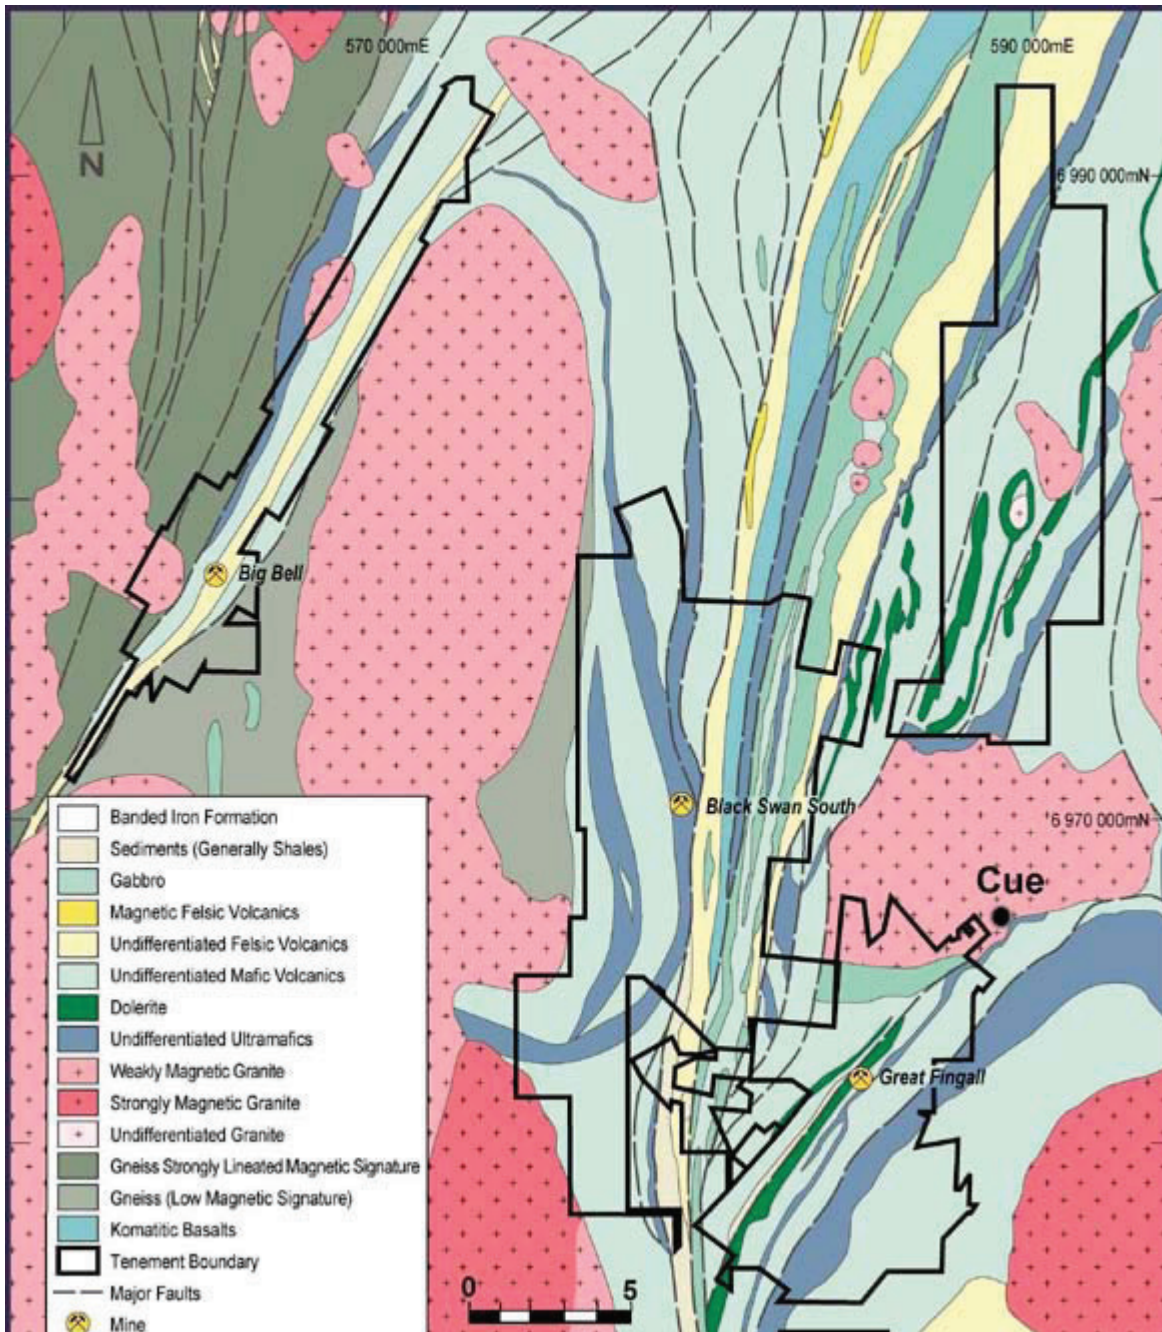 570 000mE
590 000mE
N
6 990 000mN
Big Bell
Black Swan South
6 970 000mN
Cue
Great Fingall
Banded Iron Formation
Sediments (Generally Shales)
Gabbro
Magnetic Felsic Volcanics
Undifferentiated Felsic Volcanics
Undifferentiated Mafic Volcanics
Dolerite
Undifferentiated Ultramafics
Weakly Magnetic Granite
Strongly Magnetic Granite
Undifferentiated Granite
Gneiss Strongly Lineated Magnetic Signature
Gneiss (Low Magnetic Signature)
Komatitic Basalts
Tenement Boundary
Major Faults
Mine
0 5